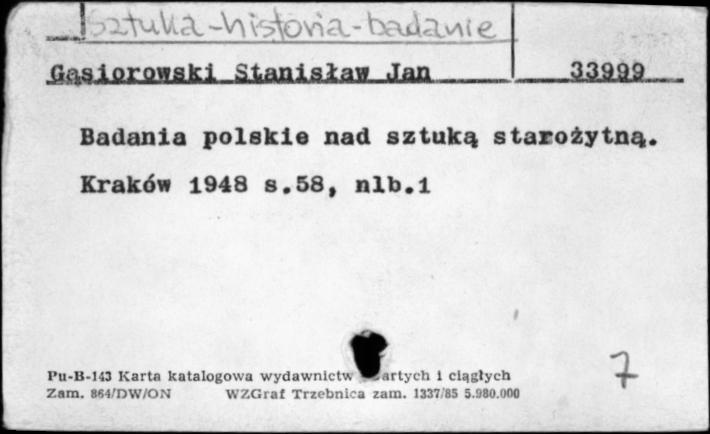 Sztuka-historia-badanie
Gąsiorowski Stanisław Jan 33999
Badania polskie nad sztuką starożytną.
Kraków 1948 s.58, nlb.1
7
Pu-B-143 Karta katalogowa wydawnictw artych i ciągłych
Zam. 864/DW/ON WZGraf Trzebnica zam. 1337/85 5.980.000